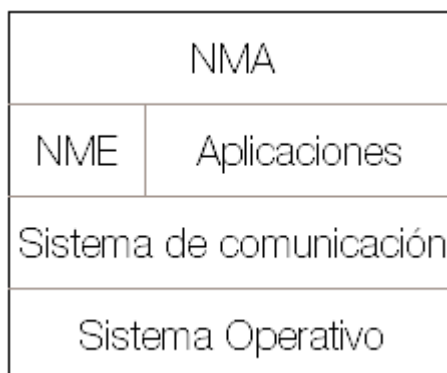 NMA
NME Aplicaciones
Sistema de comunicación
Sistema Operativo